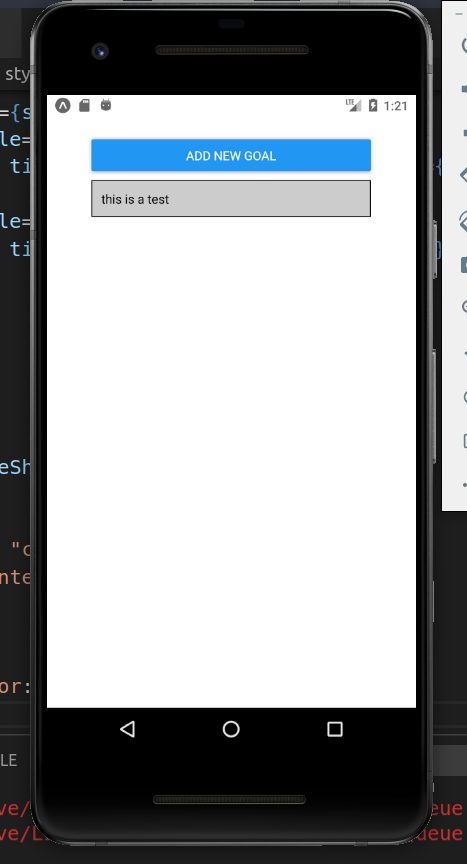 sty
LTE 1:21
={s
le=
ADD NEW GOAL
ti {
this is a test
le=
ti }
eSh
"c
nte
or:
LE
ve/ eue
ve/L deue